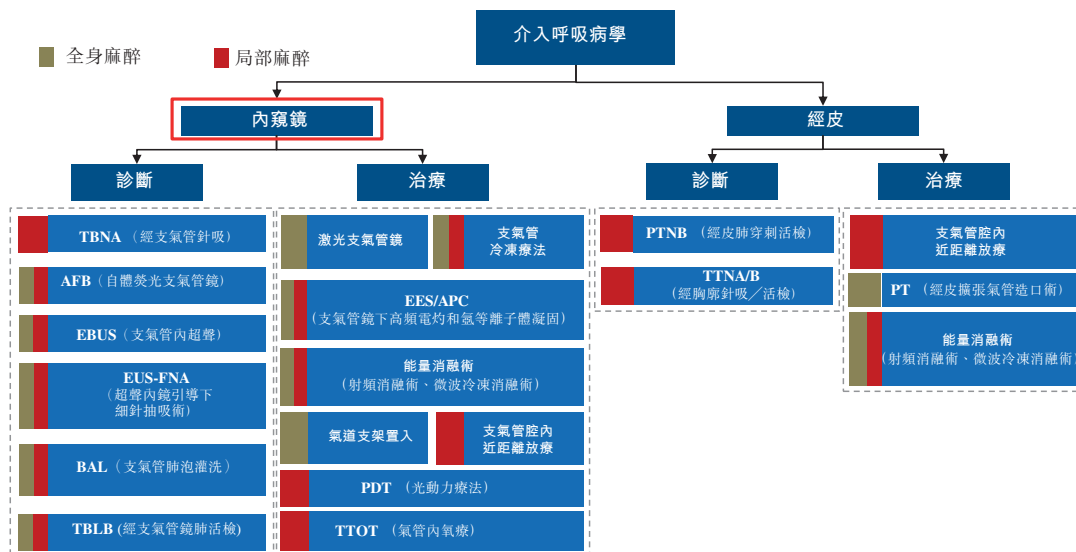 介入呼吸病學
全身麻醉
局部麻醉
內窺鏡
經皮
診斷
治療
診斷
治療
TBNA（經支氣管針吸）
AFB（自體熒光支氣管鏡）
EBUS（支氣管內超聲）
EUS-FNA
（超聲內鏡引導下
細針抽吸術）
BAL（支氣管肺泡灌洗）
TBLB (經支氣管鏡肺活檢)
激光支氣管鏡
支氣管
冷凍療法
EES/APC
(支氣管鏡下高頻電灼和氬等離子體凝固)
能量消融術
(射頻消融術、微波冷凍消融術)
氣道支架置入
支氣管腔內
近距離放療
PDT （光動力療法）
TTOT （氣管內氧療）
PTNB （經皮肺穿刺活檢）
TTNA/B
（經胸廓針吸／活檢）
支氣管腔內
近距離放療
PT（經皮擴張氣管造口術）
能量消融術
(射頻消融術、微波冷凍消融術)